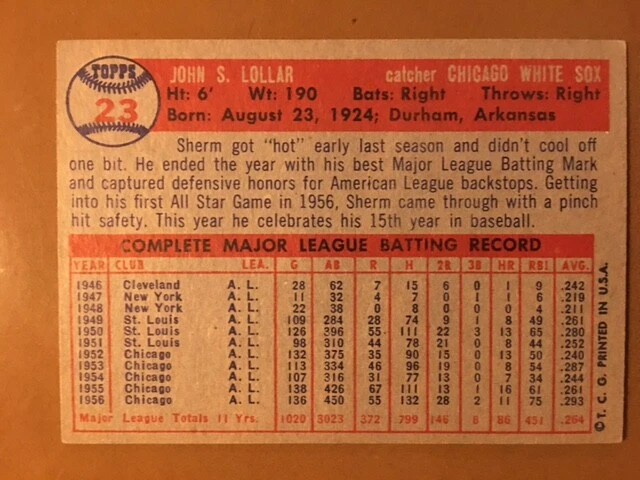 TOPPS
23
JOHN S. LOLLAR catcher CHICAGO WHITE SOX
Ht: 6' Wt: 190 Bats: Right Throws: Right
Born: August 23, 1924; Durham, Arkansas
Sherm got "hot" early last season and didn't cool off
one bit. He ended the year with his best Major League Batting Mark
and captured defensive honors for American League backstops. Getting
into his first All Star Game in 1956, Sherm came through with a pinch
hit safety. This year he celebrates his 15th year in baseball.
COMPLETE MAJOR LEAGUE BATTING RECORD
YEAR CLUB LEA. G AB R H 2B 3B HR RBI AVG.
1946 Cleveland A. L. 28 62 7 15 6 0 1 9 .242
1947 New York A. L. 11 32 4 7 0 1 1 6 .219
1948 New York A. L. 22 38 0 8 0 0 0 4 .211
1949 St. Louis A. L. 109 284 28 74 9 1 8 49 .261
1950 St. Louis A. L. 126 396 55 111 22 3 13 65 .280
1951 St. Louis A. L. 98 310 44 78 21 0 8 44 .252
1952 Chicago A. L. 132 375 35 90 15 0 13 50 .240
1953 Chicago A. L. 113 334 46 96 19 0 8 54 .287
1954 Chicago A. L. 107 316 31 77 13 0 7 34 .244
1955 Chicago A. L. 138 426 67 111 13 1 16 61 .261
1956 Chicago A. L. 136 450 55 132 28 2 11 75 .293
Major League Totals 11 Yrs. 1020 3023 372 799 146 8 86 451 .264
©T. C. G. PRINTED IN U.S.A.